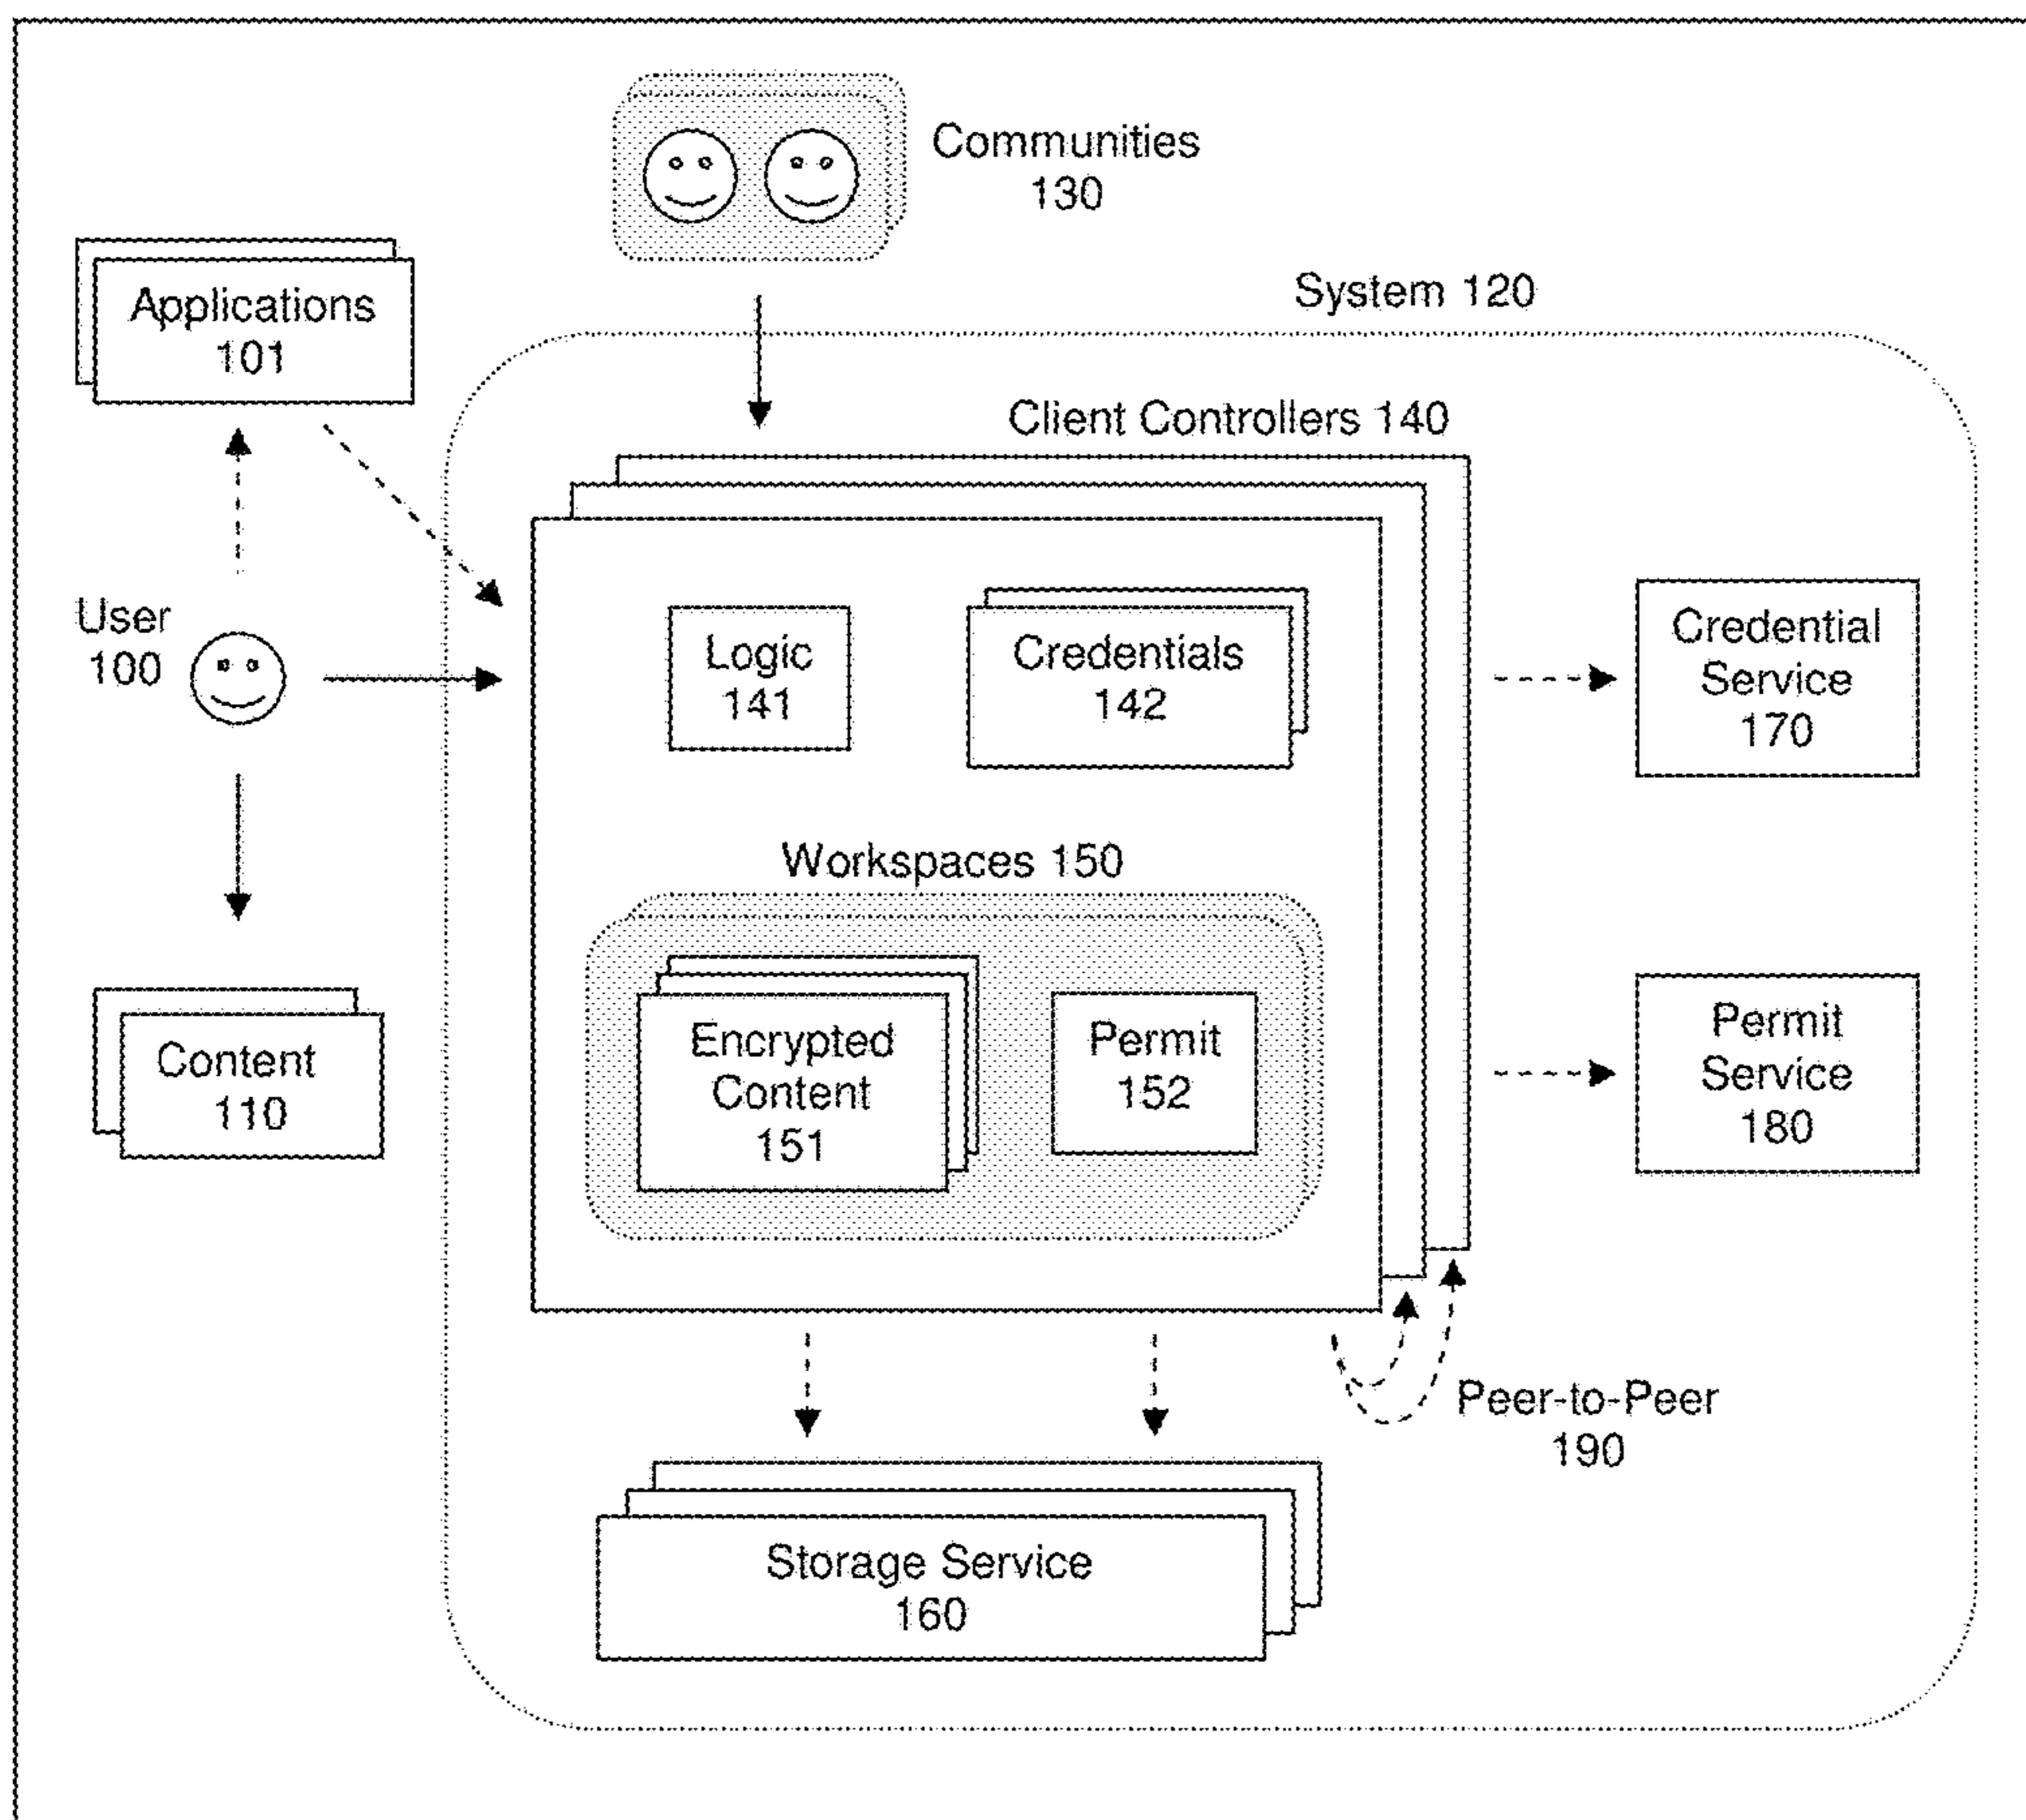 Communities
130
Applications
101
System 120
Client Controllers 140
User
100
Logic
141
Credentials
142
Credential
Service
170
Workspaces 150
Content
110
Encrypted
Content
151
Permit
152
Permit
Service
180
Peer-to-Peer
190
Storage Service
160